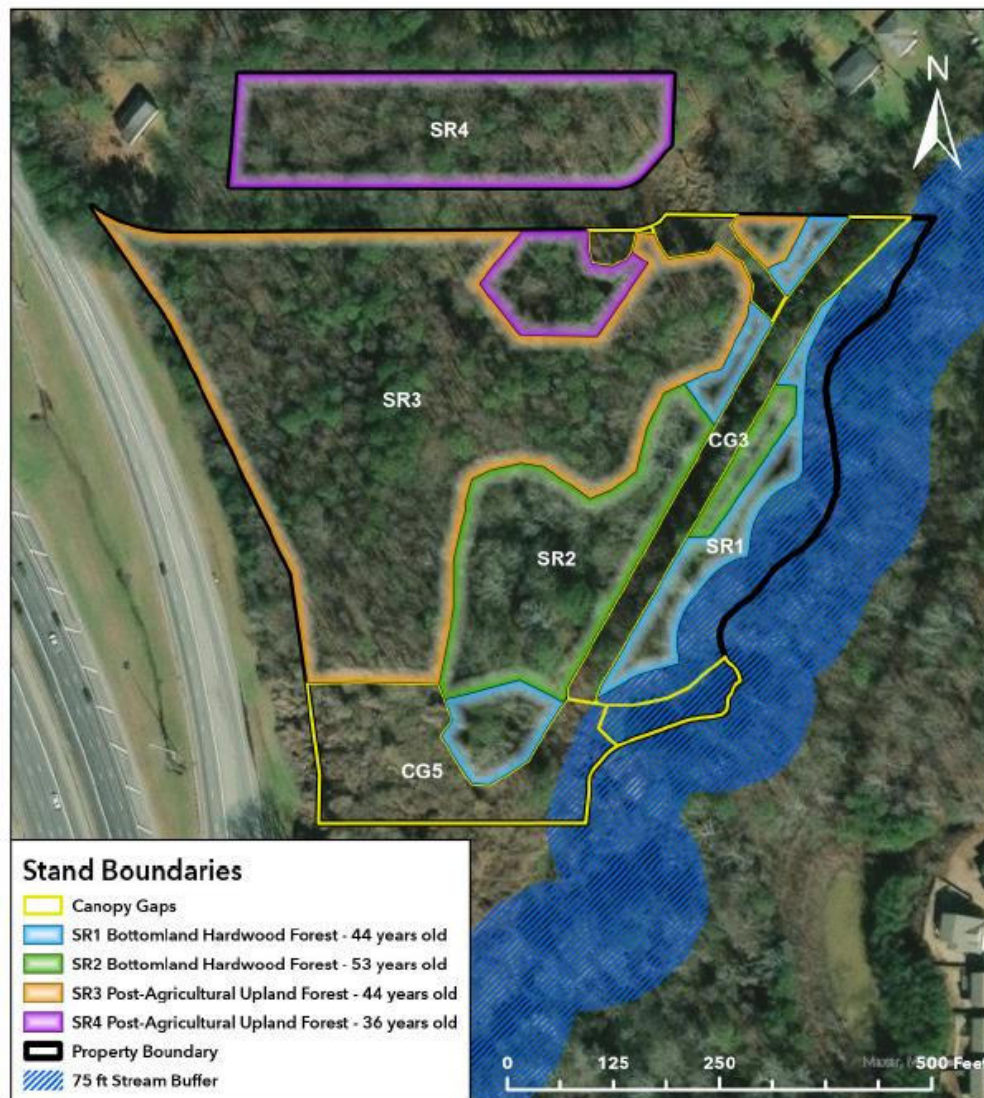 SR4
N
SR3
CG3
SR2
SR1
CG5
Stand Boundaries
Canopy Gaps
SR1 Bottomland Hardwood Forest - 44 years old
SR2 Bottomland Hardwood Forest - 53 years old
SR3 Post-Agricultural Upland Forest - 44 years old
SR4 Post-Agricultural Upland Forest - 36 years old
Property Boundary
75 ft Stream Buffer
0 125 250 500 Feet
Maxar,